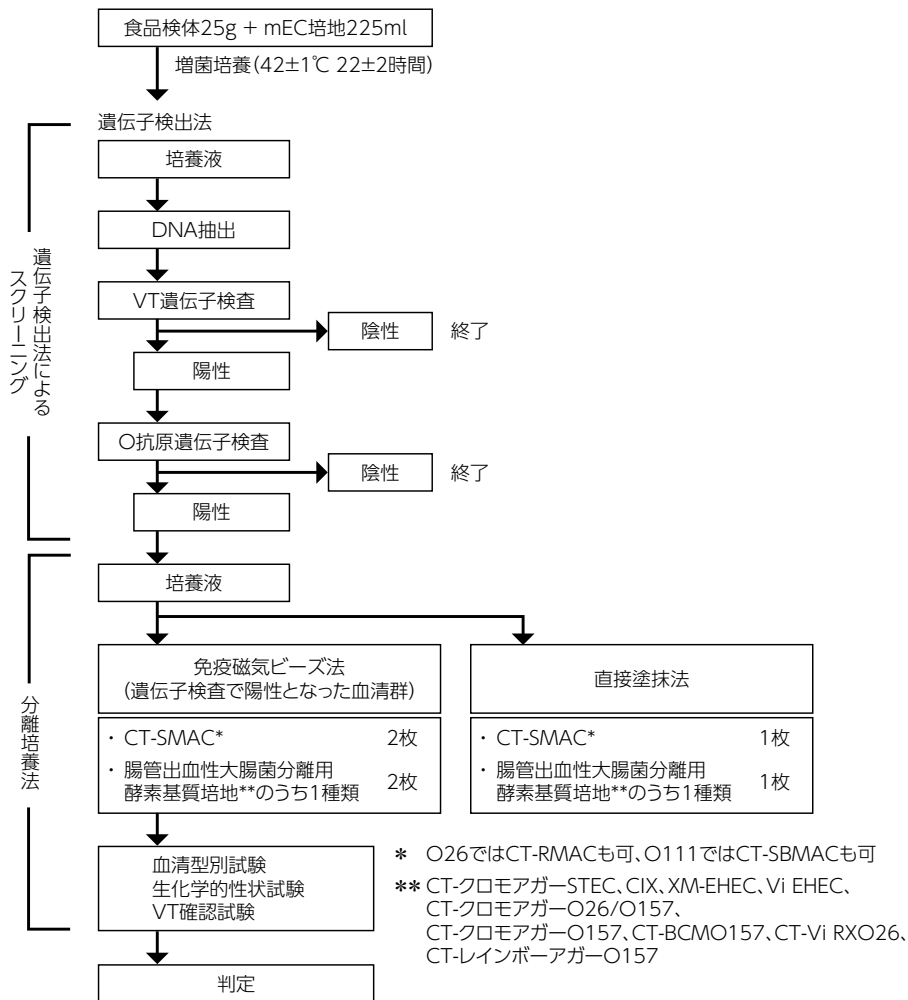 食品検体25g + mEC培地225ml
増菌培養(42±1℃ 22±2時間)
遺伝子検出法
培養液
DNA抽出
VT遺伝子検査
陰性 終了
陽性
O抗原遺伝子検査
陰性 終了
陽性
遺伝子検出法による
スクリーニング
培養液
免疫磁気ビーズ法
(遺伝子検査で陽性となった血清群)
・ CT-SMAC* 2枚
・ 腸管出血性大腸菌分離用
酵素基質培地**のうち1種類 2枚
直接塗抹法
・ CT-SMAC* 1枚
・ 腸管出血性大腸菌分離用
酵素基質培地**のうち1種類 1枚
分離培養法
血清型別試験
生化学的性状試験
VT確認試験
判定
* O26ではCT-RMACも可、O111ではCT-SBMACも可
** CT-クロモアガーSTEC、CIX、XM-EHEC、Vi EHEC、
CT-クロモアガーO26/O157、
CT-クロモアガーO157、CT-BCMO157、CT-Vi RXO26、
CT-レインボーアガーO157